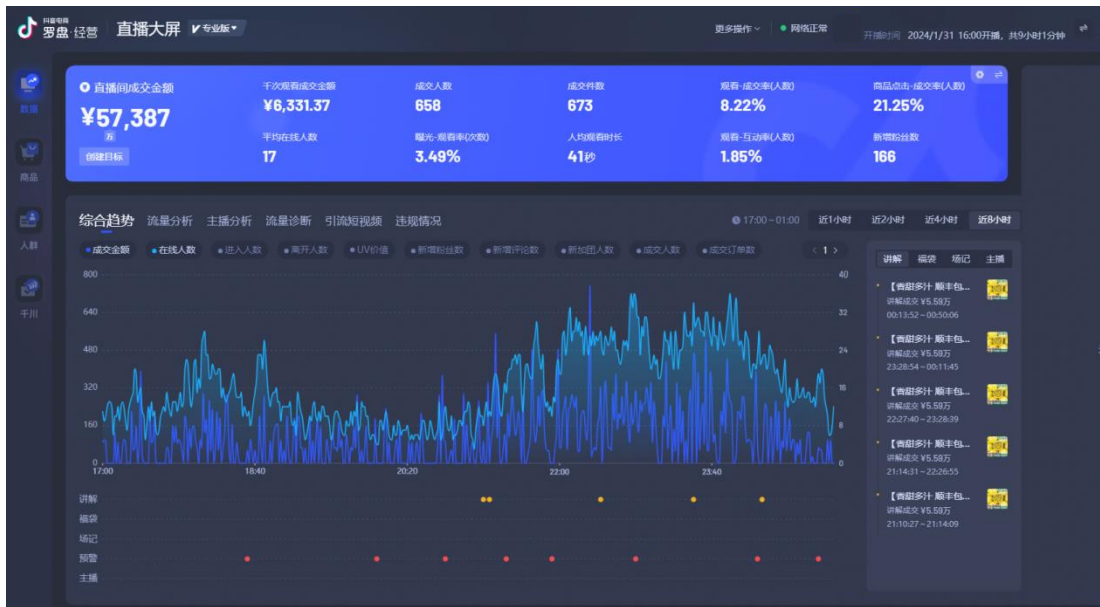 抖音电商
罗盘·经营
直播大屏
专业版
更多操作
网络正常
开播时间 2024/1/31 16:00开播，共9小时1分钟
数据
商品
人群
千川
直播间成交金额
¥57,387
万
创建目标
千次观看成交金额
¥6,331.37
成交人数
658
成交件数
673
观看-成交率(人数)
8.22%
商品点击-成交率(人数)
21.25%
平均在线人数
17
曝光-观看率(次数)
3.49%
人均观看时长
41秒
观看-互动率(人数)
1.85%
新增粉丝数
166
综合趋势 流量分析 主播分析 流量诊断 引流短视频 违规情况
17:00~01:00 近1小时 近2小时 近4小时 近8小时
成交金额 在线人数 进入人数 离开人数 UV价值 新增粉丝数 新增评论数 新加团人数 成交人数 成交订单数
< 1 >
800 40
640 32
480 24
320 16
160 8
0 0
17:00 18:40 20:20 22:00 23:40
讲解
福袋
场记
预警
主播
讲解 福袋 场记 主播
【香甜多汁 顺丰包...
讲解成交 ¥5.59万
00:13:52~00:50:06
【香甜多汁 顺丰包...
讲解成交 ¥5.59万
23:28:54~00:11:45
【香甜多汁 顺丰包...
讲解成交 ¥5.59万
22:27:40~23:28:39
【香甜多汁 顺丰包...
讲解成交 ¥5.59万
21:14:31~22:26:55
【香甜多汁 顺丰包...
讲解成交 ¥5.59万
21:10:27~21:14:09